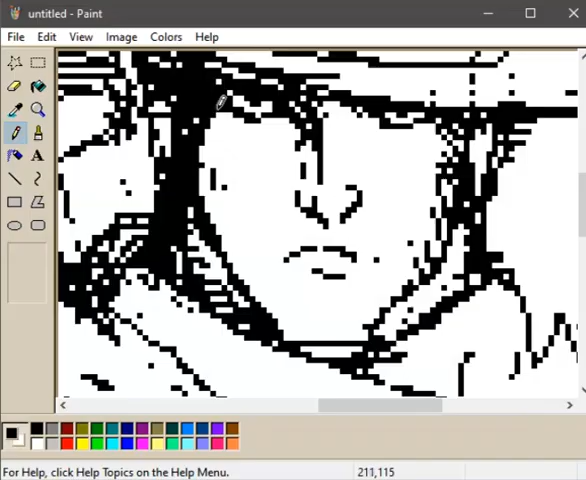 untitled - Paint
File Edit View Image Colors Help
A
For Help, click Help Topics on the Help Menu. 211,115